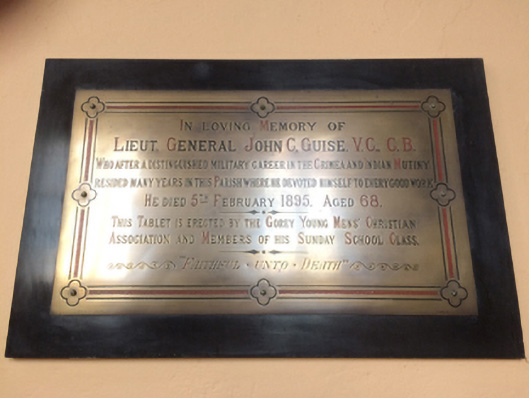 IN LOVING MEMORY OF
LIEUT. GENERAL JOHN C, GUISE, V.C., C.B.
WHO AFTER A DISTINGUISHED MILITARY CAREER IN THE CRIMEA AND INDIAN MUTINY
RESIDED MANY YEARS IN THIS PARISH WHERE HE DEVOTED HIMSELF TO EVERY GOOD WORK.
HE DIED 5TH FEBRUARY 1895. AGED 68.
THIS TABLET IS ERECTED BY THE GOREY YOUNG MENS' CHRISTIAN
ASSOCIATION AND MEMBERS OF HIS SUNDAY SCHOOL CLASS.
"FAITHFUL · UNTO · DEATH"